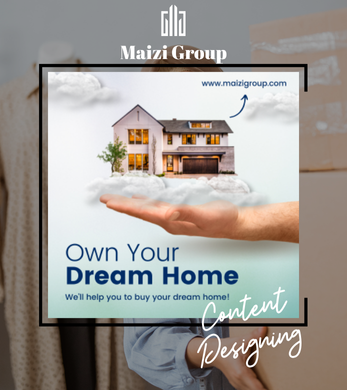 Maizi Group
www.maizigroup.com
Own Your
Dream Home
We'll help you to buy your dream home!
Content
Designing